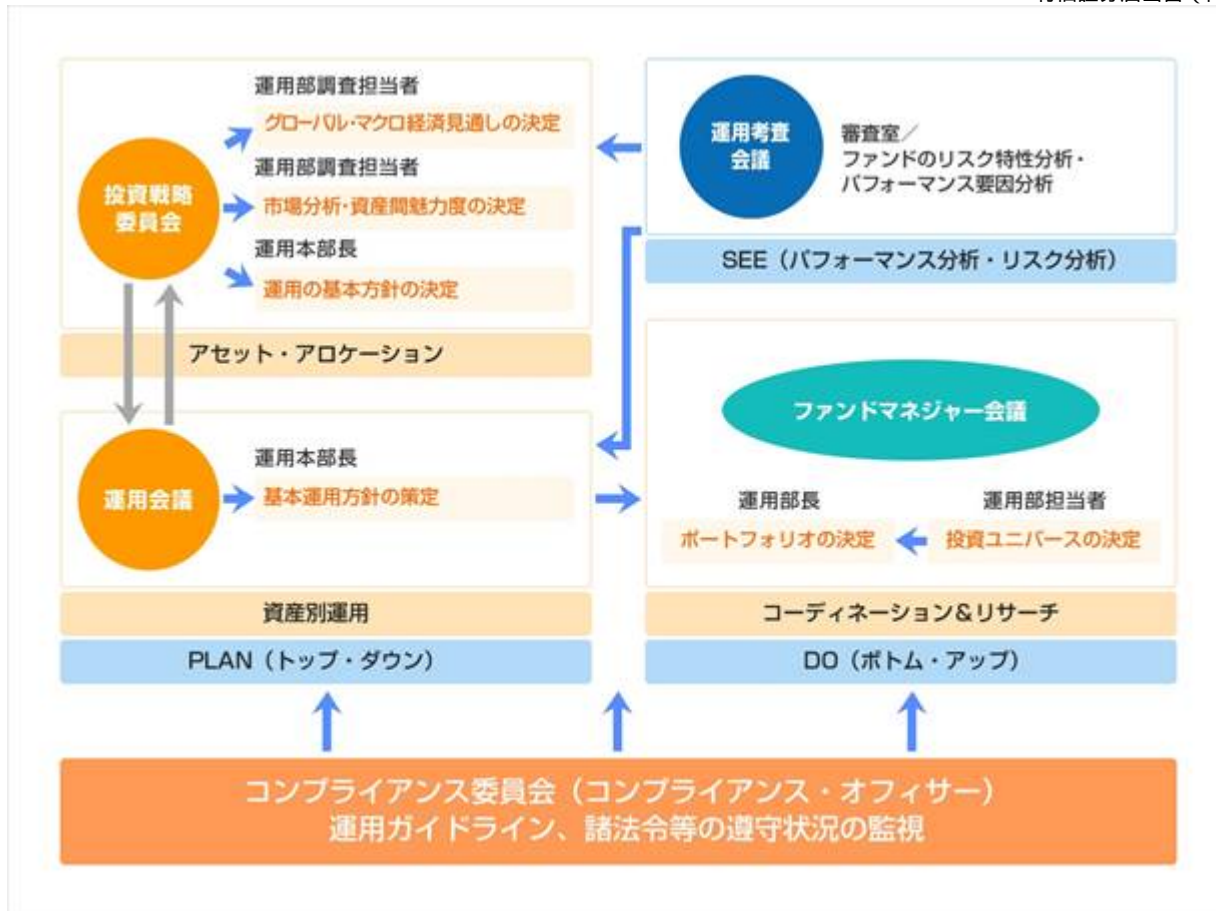 運用部調査担当者
グローバル・マクロ経済見通しの決定
運用部調査担当者
投資戦略
委員会
市場分析・資産間魅力度の決定
運用本部長
運用の基本方針の決定
アセット・アロケーション
運用会議
運用本部長
基本運用方針の策定
資産別運用
PLAN（トップ・ダウン）
運用考査
会議
審査室／
ファンドのリスク特性分析・
パフォーマンス要因分析
SEE（パフォーマンス分析・リスク分析）
ファンドマネジャー会議
運用部長
運用部担当者
ポートフォリオの決定
投資ユニバースの決定
コーディネーション＆リサーチ
DO（ボトム・アップ）
コンプライアンス委員会（コンプライアンス・オフィサー）
運用ガイドライン、諸法令等の遵守状況の監視